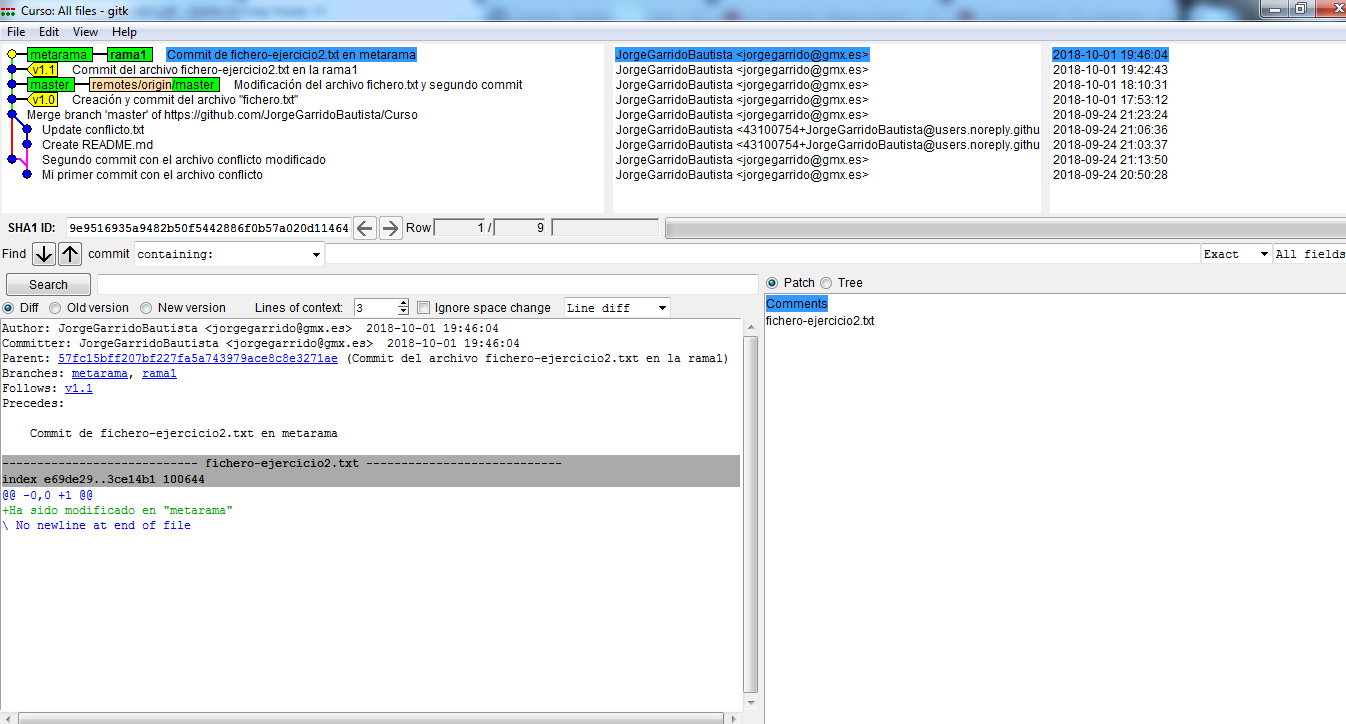 Curso: All files - gitk
File Edit View Help
metarama rama1 Commit de fichero-ejercicio2.txt en metarama JorgeGarridoBautista <jorgegarrido@gmx.es> 2018-10-01 19:46:04
v1.1 Commit del archivo fichero-ejercicio2.txt en la rama1 JorgeGarridoBautista <jorgegarrido@gmx.es> 2018-10-01 19:42:43
master remotes/origin/master Modificación del archivo fichero.txt y segundo commit JorgeGarridoBautista <jorgegarrido@gmx.es> 2018-10-01 18:10:31
v1.0 Creación y commit del archivo "fichero.txt" JorgeGarridoBautista <jorgegarrido@gmx.es> 2018-10-01 17:53:12
Merge branch 'master' of https://github.com/JorgeGarridoBautista/Curso JorgeGarridoBautista <jorgegarrido@gmx.es> 2018-09-24 21:23:24
Update conflicto.txt JorgeGarridoBautista <43100754+JorgeGarridoBautista@users.noreply.githu 2018-09-24 21:06:36
Create README.md JorgeGarridoBautista <43100754+JorgeGarridoBautista@users.noreply.githu 2018-09-24 21:03:37
Segundo commit con el archivo conflicto modificado JorgeGarridoBautista <jorgegarrido@gmx.es> 2018-09-24 21:13:50
Mi primer commit con el archivo conflicto JorgeGarridoBautista <jorgegarrido@gmx.es> 2018-09-24 20:50:28
SHA1 ID: 9e9516935a9482b50f5442886f0b57a020d11464 Row 1 / 9
Find commit containing: Exact All fields
Search
Patch Tree
Diff Old version New version Lines of context: 3 Ignore space change Line diff
Comments
fichero-ejercicio2.txt
Author: JorgeGarridoBautista <jorgegarrido@gmx.es> 2018-10-01 19:46:04
Committer: JorgeGarridoBautista <jorgegarrido@gmx.es> 2018-10-01 19:46:04
Parent: 57fc15bff207bf227fa5a743979ace8c8e3271ae (Commit del archivo fichero-ejercicio2.txt en la rama1)
Branches: metarama, rama1
Follows: v1.1
Precedes:
Commit de fichero-ejercicio2.txt en metarama
---------------------------- fichero-ejercicio2.txt ----------------------------
index e69de29..3ce14b1 100644
@@ -0,0 +1 @@
+Ha sido modificado en "metarama"
\ No newline at end of file